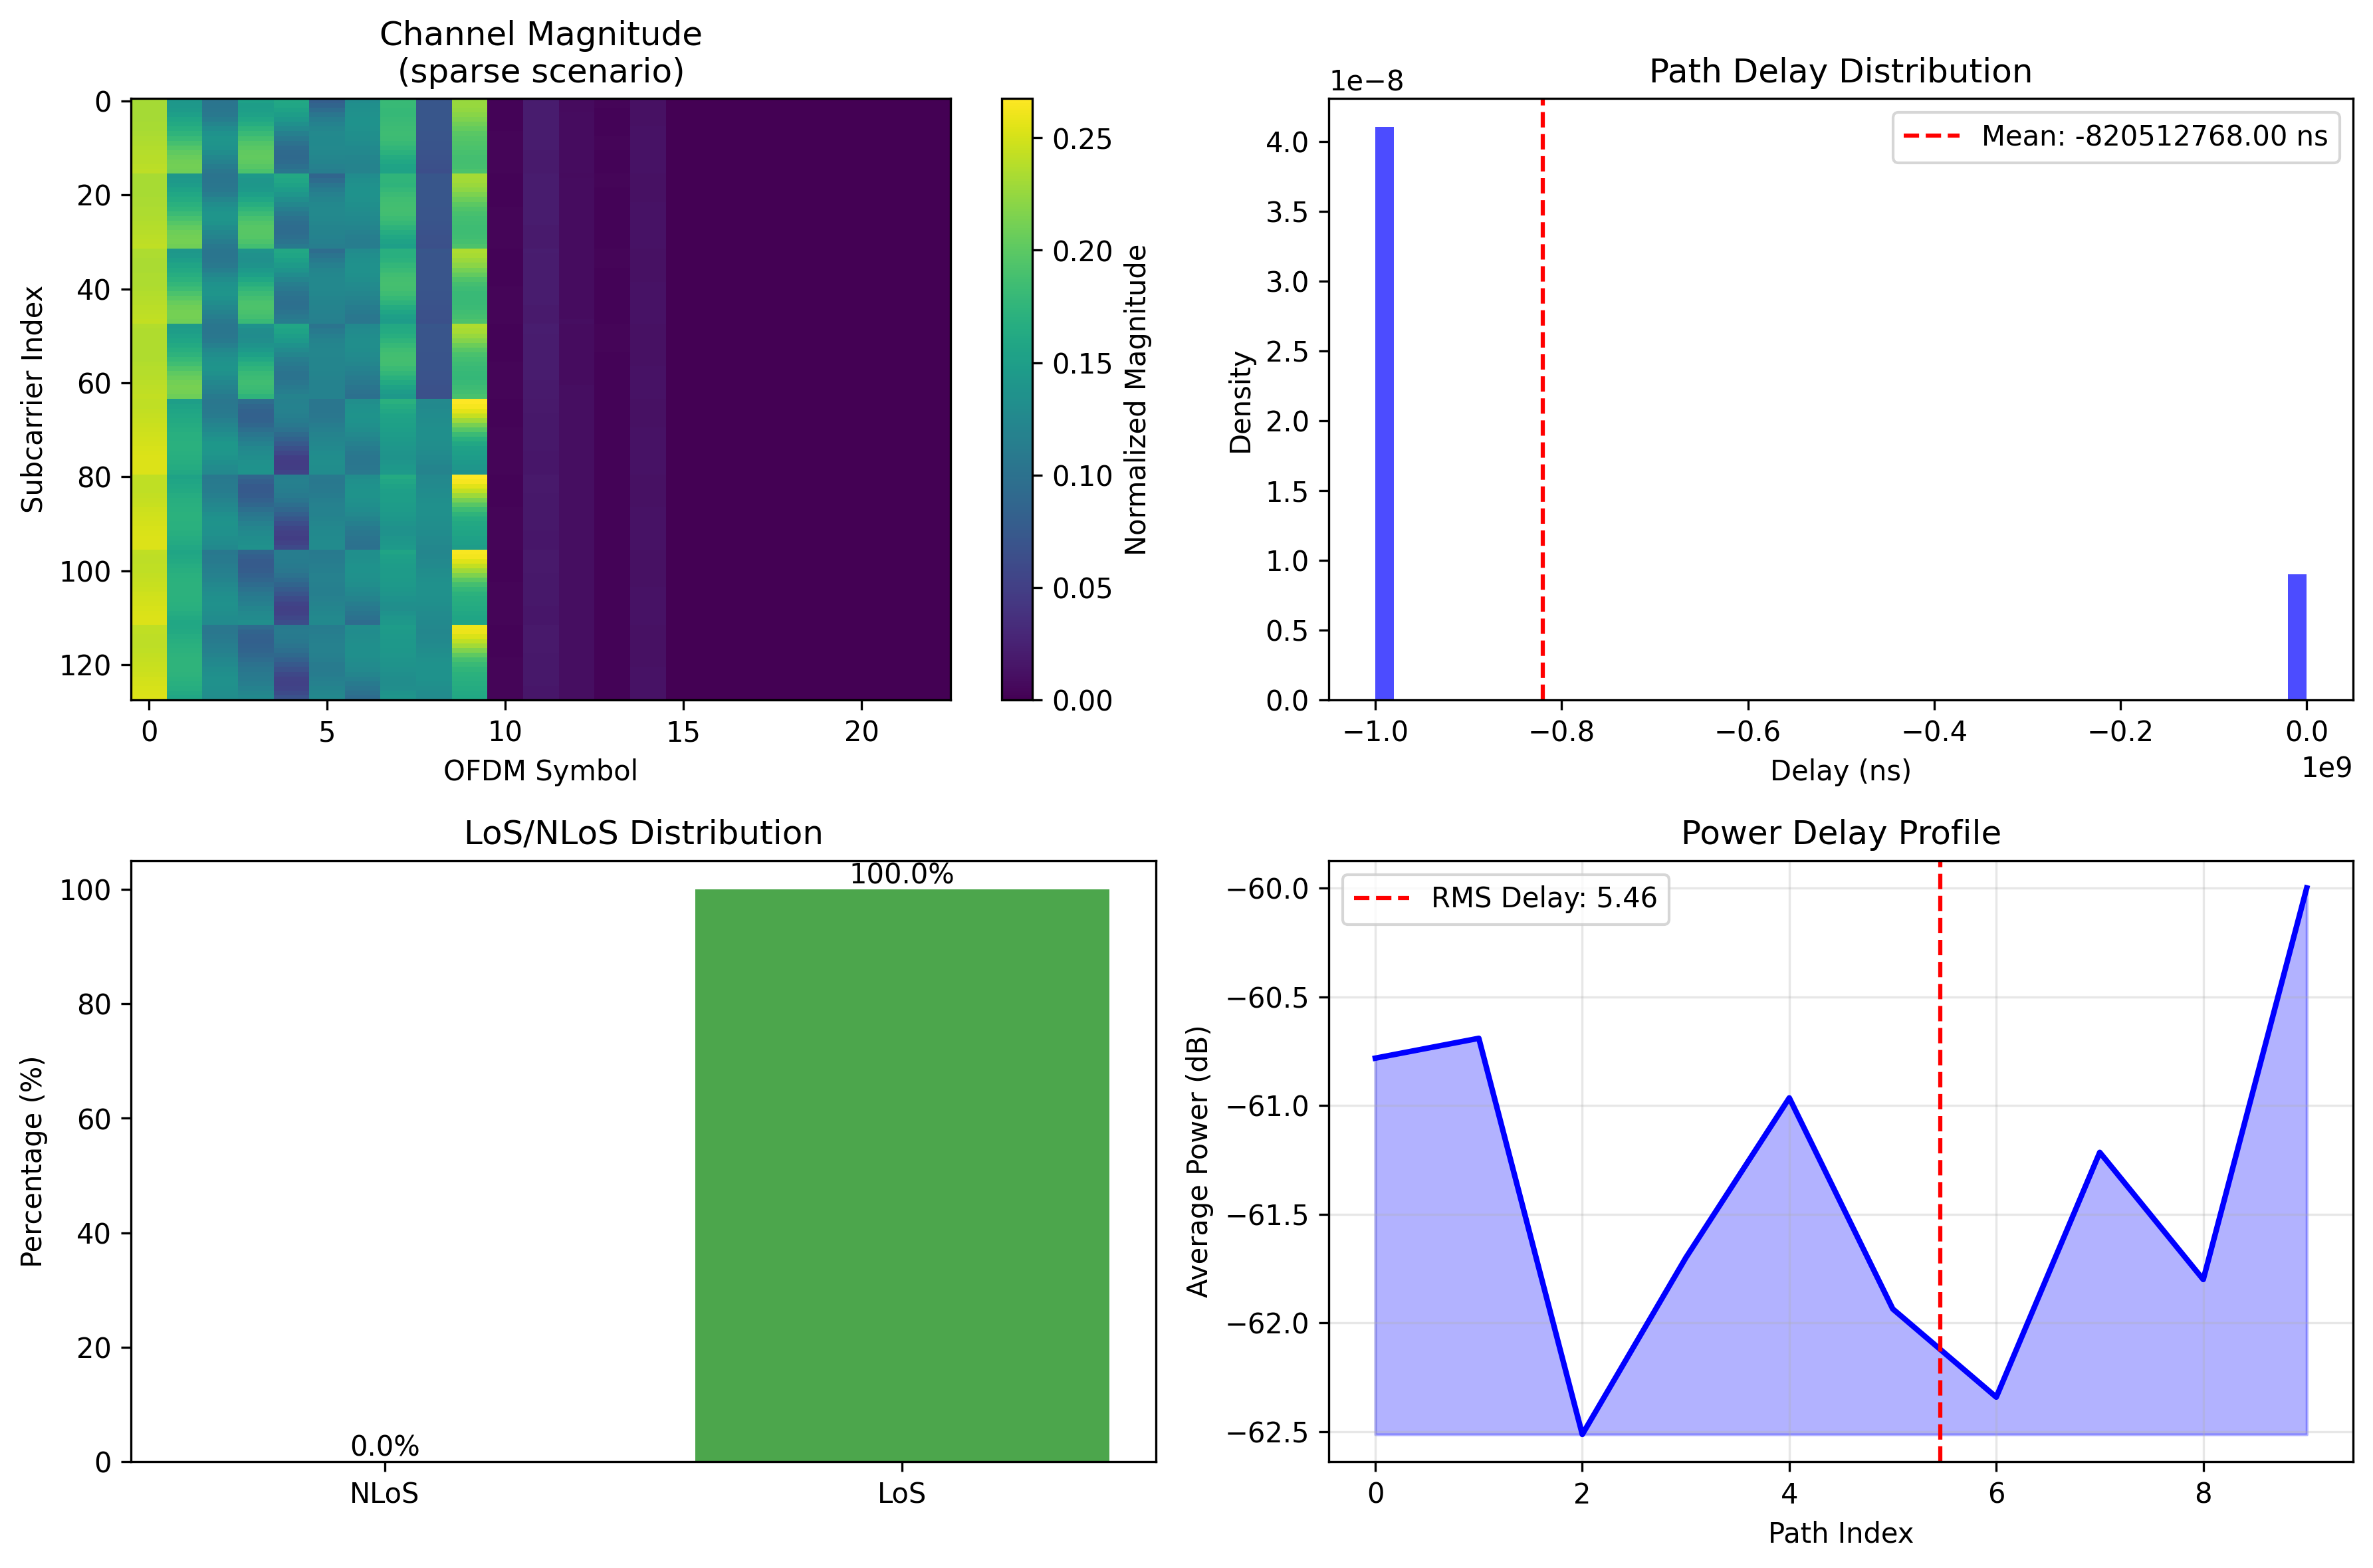 Channel Magnitude
(sparse scenario)
0
20
40
60
80
100
120
Subcarrier Index
0 5 10 15 20
OFDM Symbol
0.25
0.20
0.15
0.10
0.05
0.00
Normalized Magnitude
Path Delay Distribution
1e−8
4.0
3.5
3.0
2.5
2.0
1.5
1.0
0.5
0.0
Density
Mean: -820512768.00 ns
−1.0 −0.8 −0.6 −0.4 −0.2 0.0
1e9
Delay (ns)
LoS/NLoS Distribution
100
80
60
40
20
0
Percentage (%)
100.0%
0.0%
NLoS LoS
Power Delay Profile
−60.0
−60.5
−61.0
−61.5
−62.0
−62.5
Average Power (dB)
RMS Delay: 5.46
0 2 4 6 8
Path Index